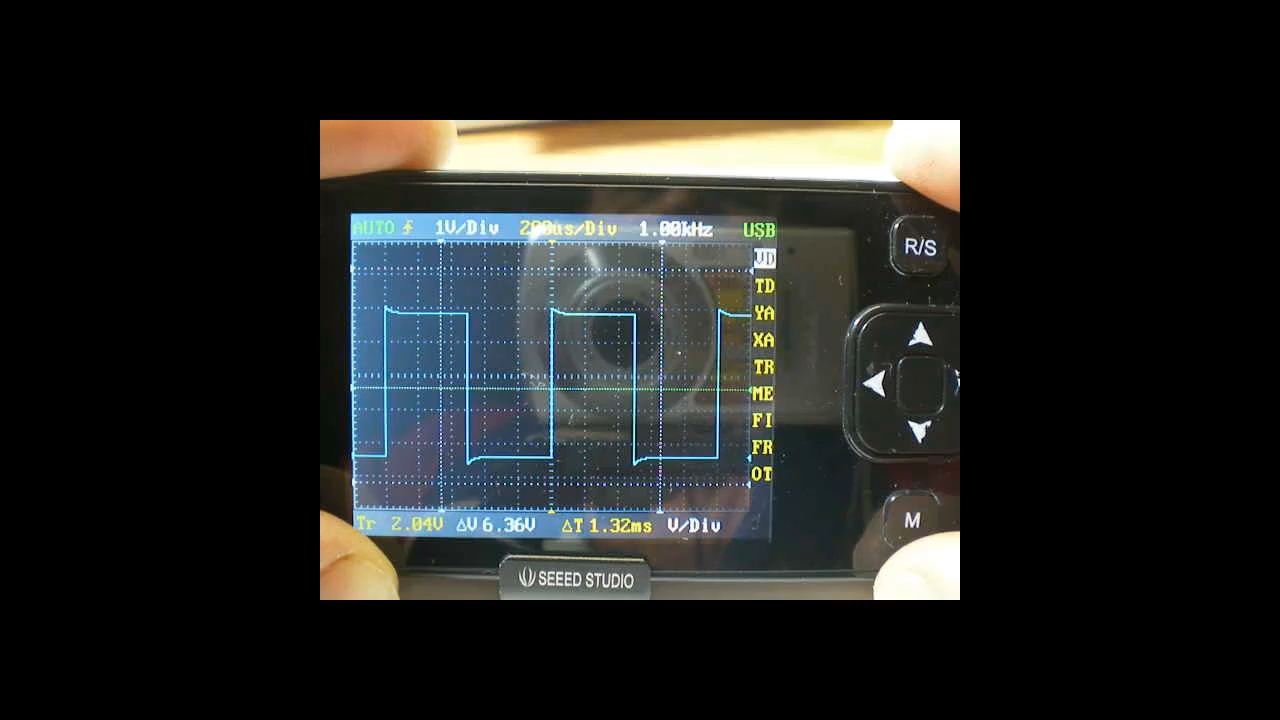 AUTO 1V/Div 200us/Div 1.00kHz USB
VD
TD
YA
XA
TR
ME
FI
FR
OT
Tr 2.04V ΔV 6.36V ΔT 1.32ms V/Div
R/S
M
SEEED STUDIO